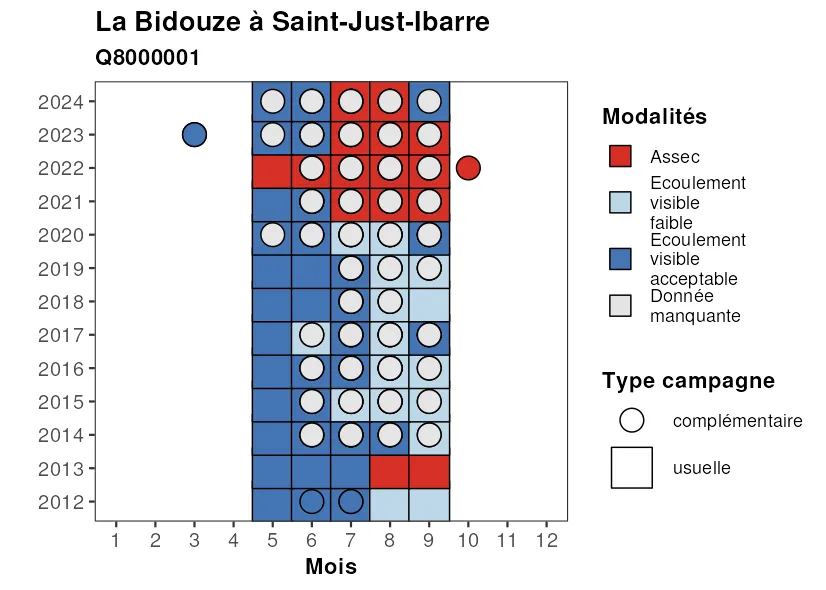 La Bidouze à Saint-Just-Ibarre
Q8000001
2024
2023
2022
2021
2020
2019
2018
2017
2016
2015
2014
2013
2012
1 2 3 4 5 6 7 8 9 10 11 12
Mois
Modalités
Assec
Ecoulement
visible
faible
Ecoulement
visible
acceptable
Donnée
manquante
Type campagne
complémentaire
usuelle